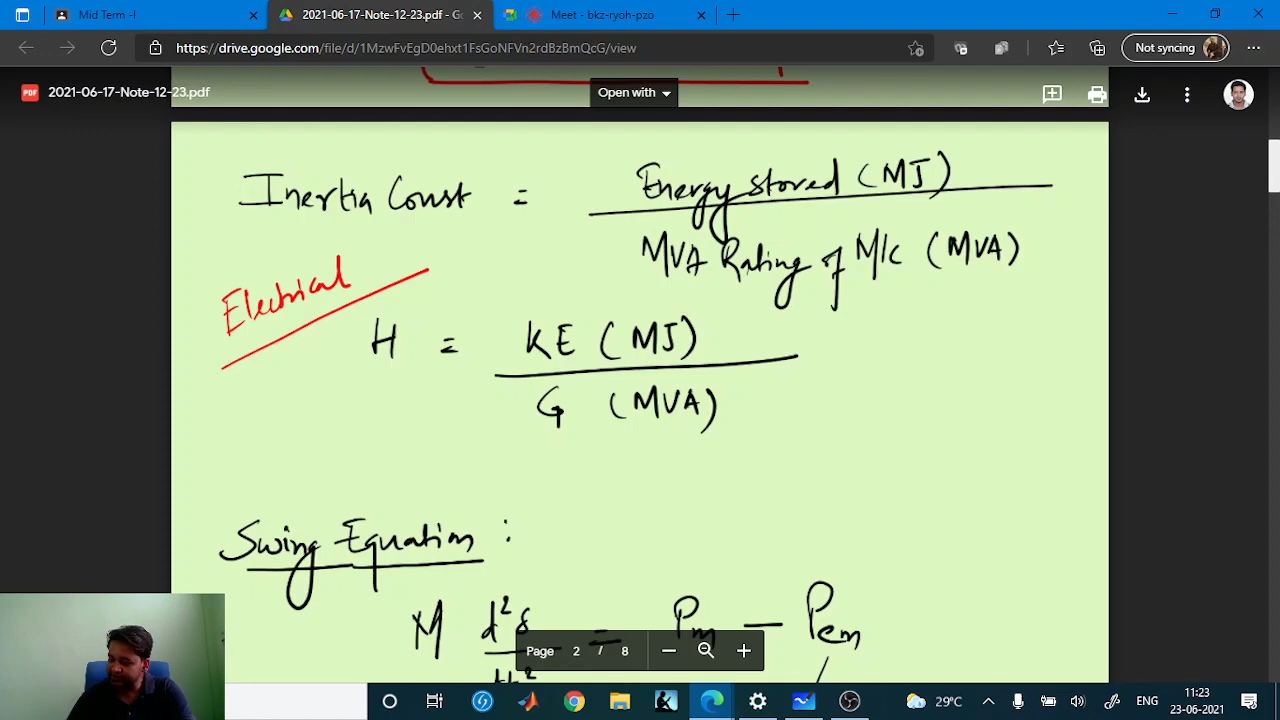 Mid Term -I
2021-06-17-Note-12-23.pdf - Go
Meet - bkz-ryoh-pzo
https://drive.google.com/file/d/1MzwFvEgD0ehxt1FsGoNFVn2rdBzBmQcG/view
Not syncing
2021-06-17-Note-12-23.pdf
Open with
Inertia Const = Energy stored (MJ)
MVA Rating of M/C (MVA)
Electrical
H = KE (MJ)
G (MVA)
Swing Equation :
M d²δ = Pm — Pem
dt²
Page 2 / 8
29°C
ENG
11:23
23-06-2021